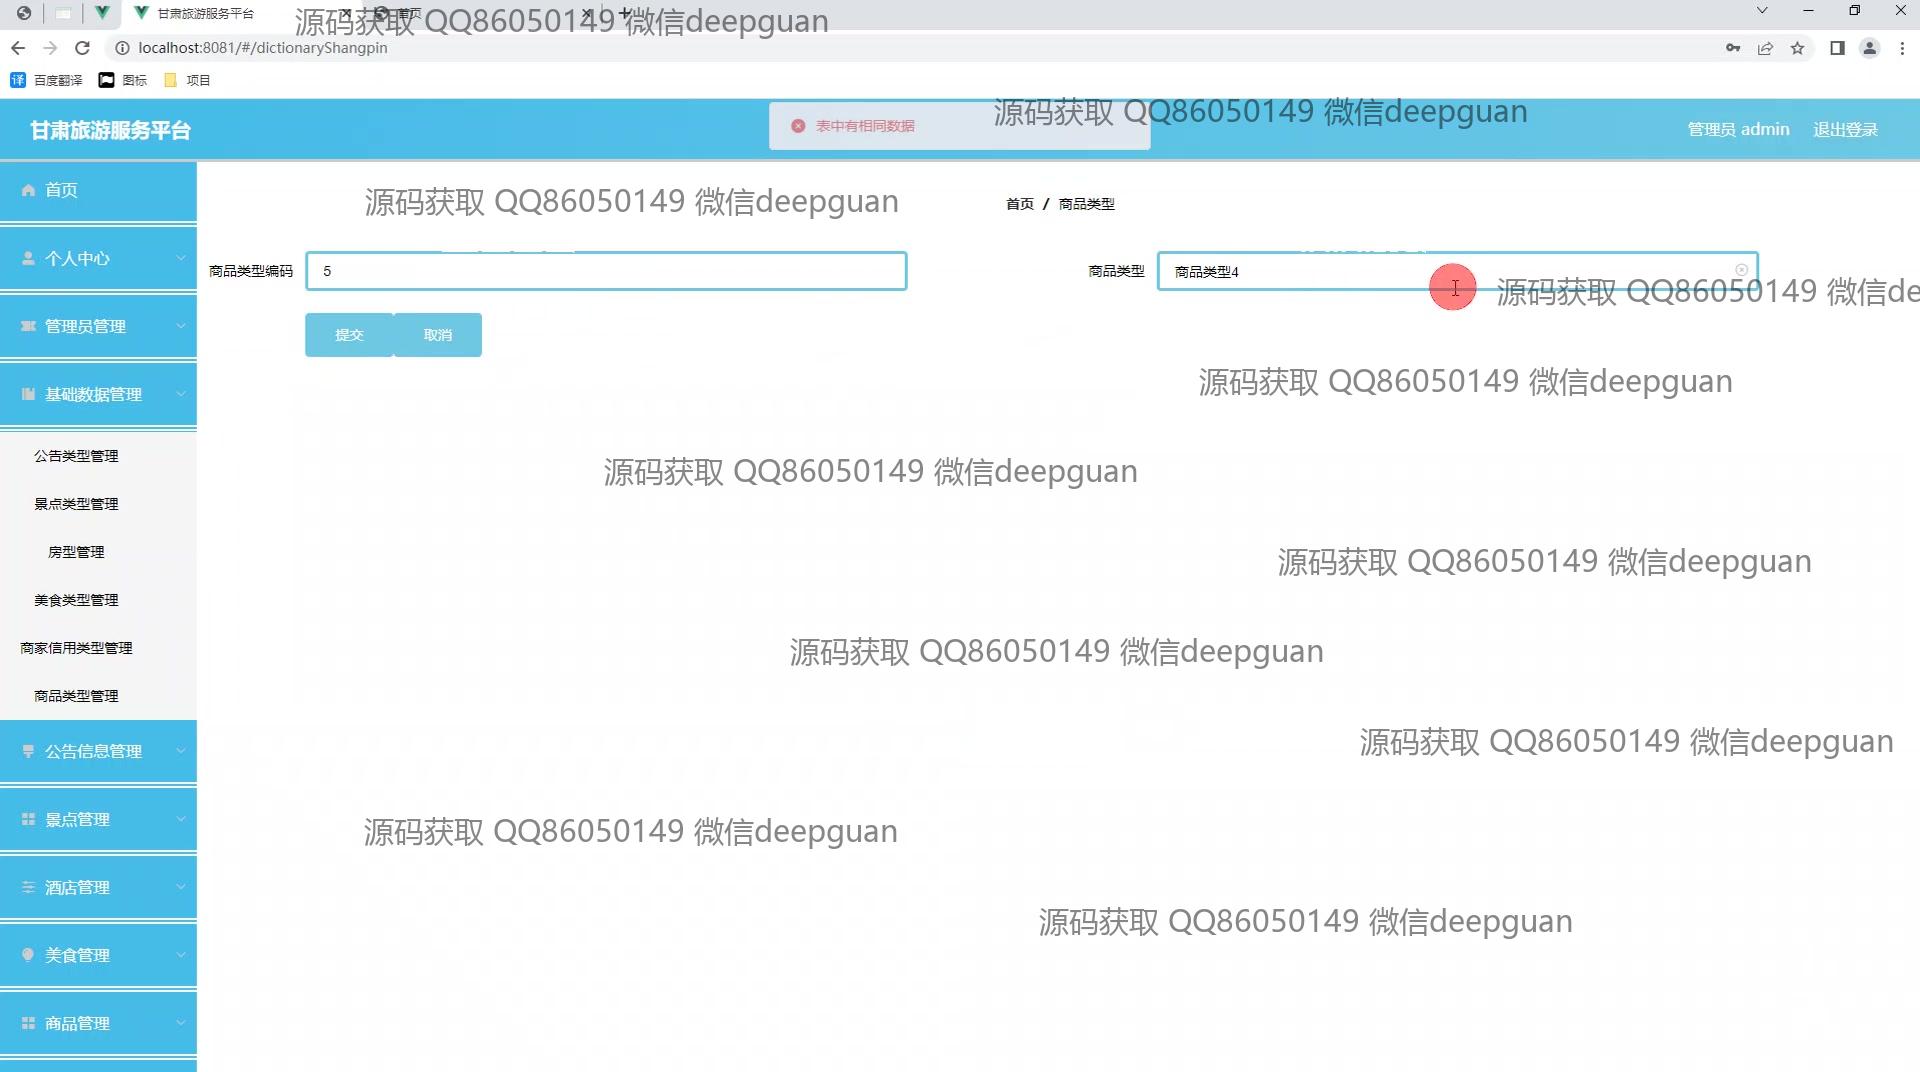 甘肃旅游服务平台
首页
源码获取 QQ86050149 微信deepguan
localhost:8081/#/dictionaryShangpin
百度翻译 图标 项目
甘肃旅游服务平台
表中有相同数据
源码获取 QQ86050149 微信deepguan
管理员 admin 退出登录
首页
源码获取 QQ86050149 微信deepguan
首页 / 商品类型
个人中心
商品类型编码 5
商品类型 商品类型4
源码获取 QQ86050149 微信de
管理员管理
提交 取消
源码获取 QQ86050149 微信deepguan
基础数据管理
公告类型管理
源码获取 QQ86050149 微信deepguan
景点类型管理
房型管理
源码获取 QQ86050149 微信deepguan
美食类型管理
商家信用类型管理
源码获取 QQ86050149 微信deepguan
商品类型管理
公告信息管理
源码获取 QQ86050149 微信deepguan
景点管理
源码获取 QQ86050149 微信deepguan
酒店管理
源码获取 QQ86050149 微信deepguan
美食管理
商品管理